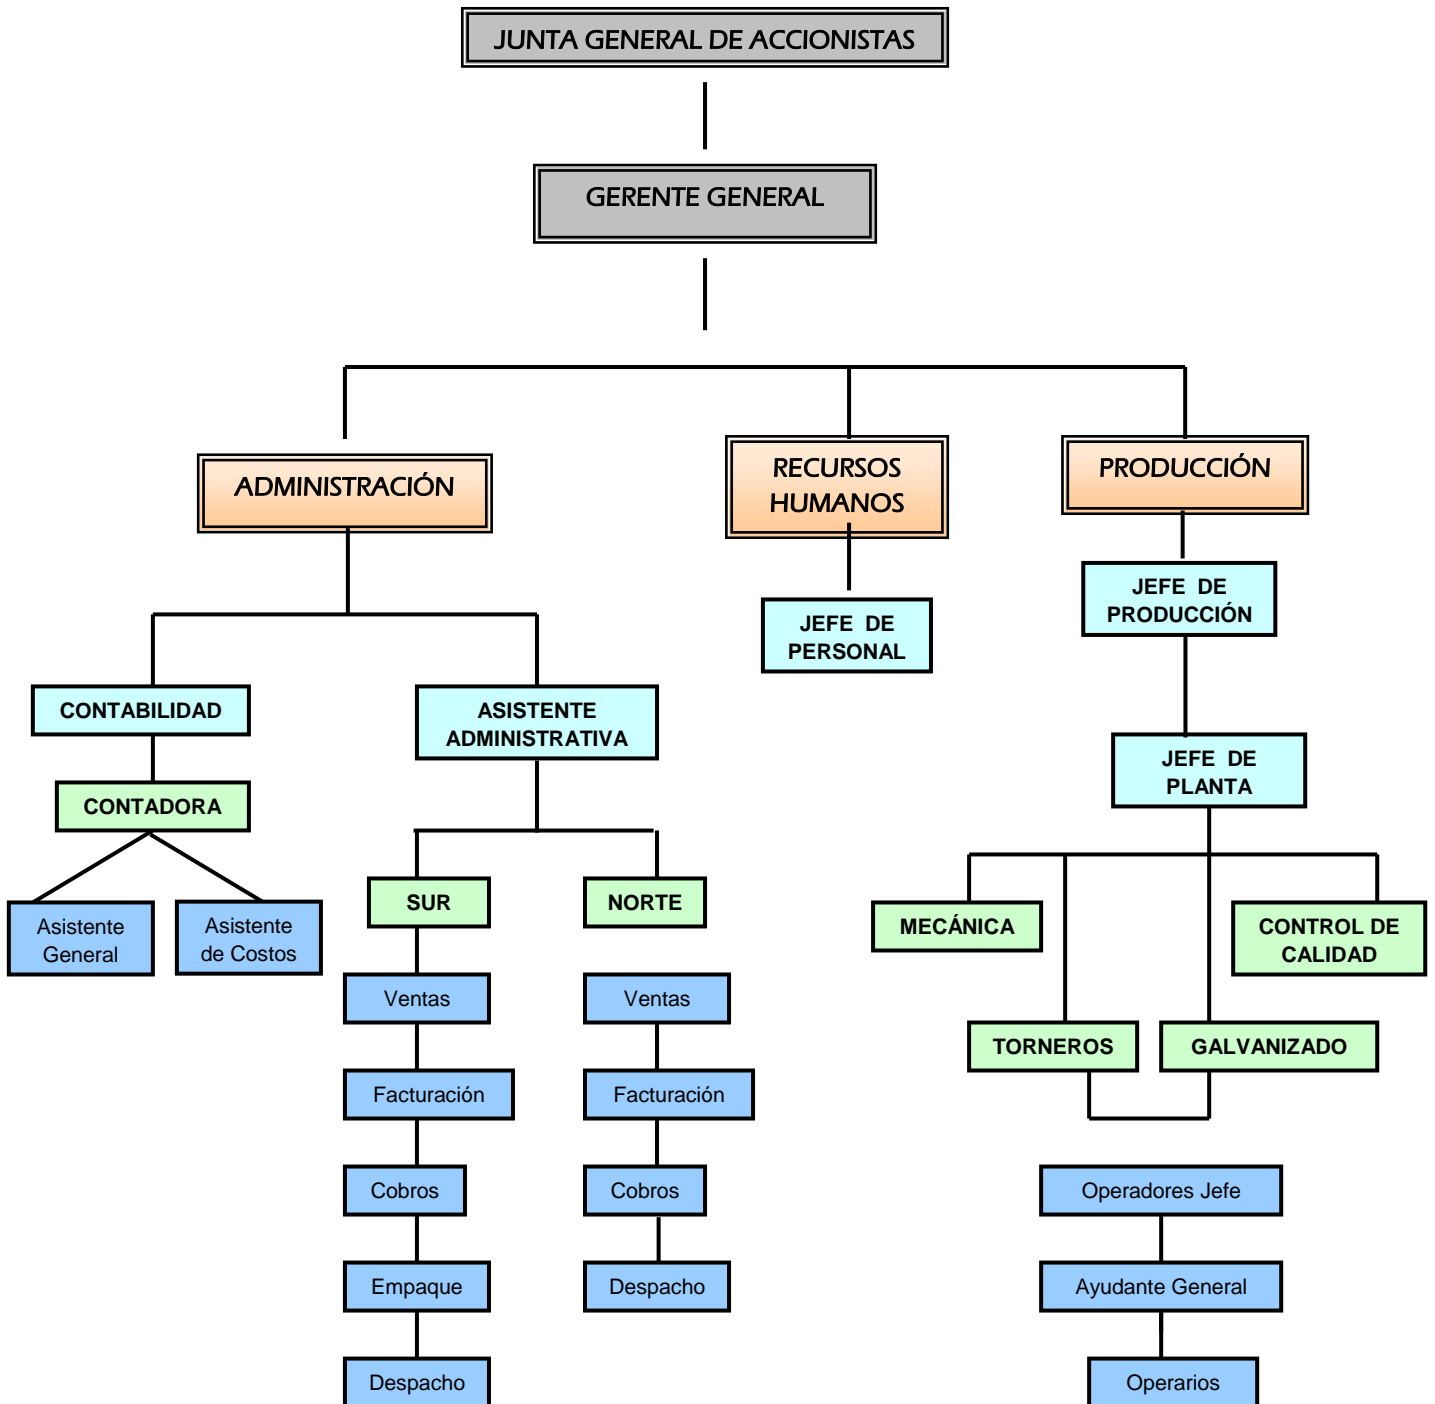 JUNTA GENERAL DE ACCIONISTAS
GERENTE GENERAL
ADMINISTRACIÓN
RECURSOS
HUMANOS
PRODUCCIÓN
JEFE DE
PRODUCCIÓN
JEFE DE
PERSONAL
CONTABILIDAD
ASISTENTE
ADMINISTRATIVA
JEFE DE
PLANTA
CONTADORA
SUR
NORTE
MECÁNICA
CONTROL DE
CALIDAD
Asistente
General
Asistente
de Costos
Ventas
Ventas
TORNEROS
GALVANIZADO
Facturación
Facturación
Cobros
Cobros
Operadores Jefe
Empaque
Despacho
Ayudante General
Despacho
Operarios